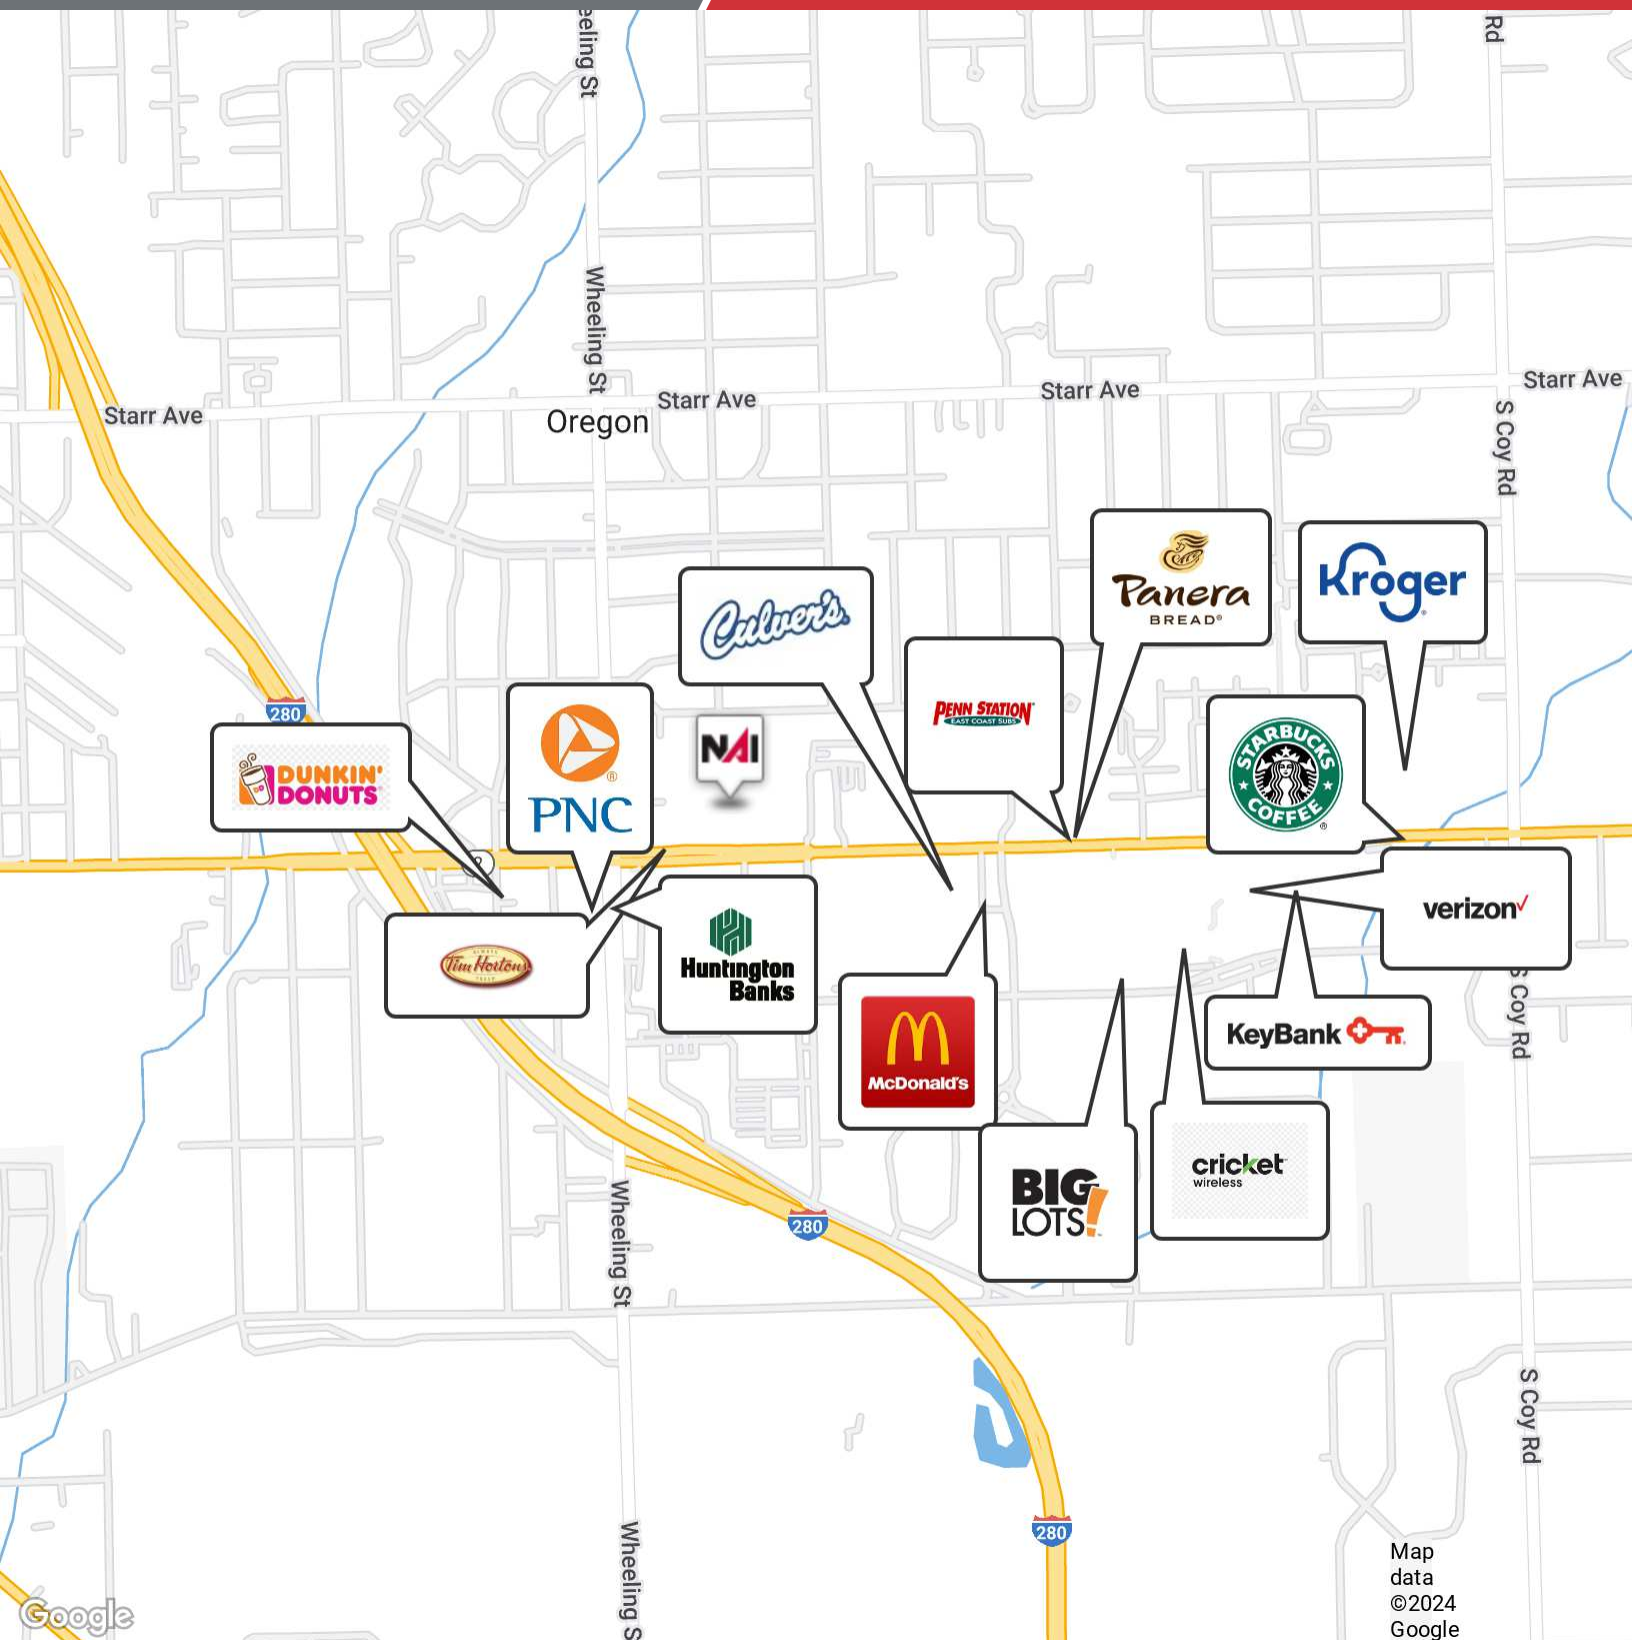 eeling St
Rd
Wheeling St
Starr Ave
Starr Ave
Starr Ave
Starr Ave
Oregon
S Coy Rd
Panera
BREAD®
Kroger
Culver's
PENN STATION
EAST COAST SUBS
280
PNC
NAI
STARBUCKS
COFFEE
DUNKIN'
DONUTS
verizon
ALWAYS
Tim Hortons
FRESH
Huntington
Banks
S Coy Rd
KeyBank
McDonald's
BIG
LOTS!
cricket
wireless
Wheeling St
280
S Coy Rd
280
Wheeling S
Map
data
©2024
Google
Google